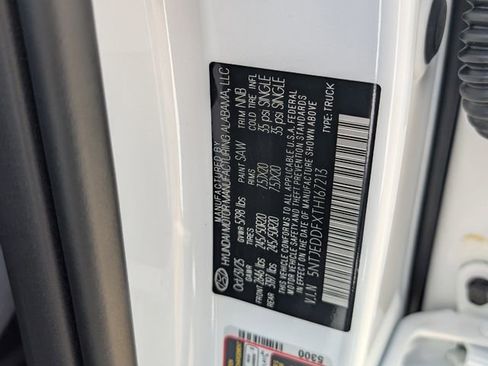 MANUFACTURED BY
HYUNDAI MOTOR MANUFACTURING ALABAMA, LLC
Oct/31/25 PAINT SAW TRIM NNB
GVWR 5798 lbs
GAWR TIRES RIMS COLD TIRE INFL
FRONT 2646 lbs 245/50R20 7.5JX20 35 psi SINGLE
REAR 3197 lbs 245/50R20 7.5JX20 35 psi SINGLE
THIS VEHICLE CONFORMS TO ALL APPLICABLE U.S.A. FEDERAL
MOTOR VEHICLE SAFETY AND THEFT PREVENTION STANDARDS
IN EFFECT ON THE DATE OF MANUFACTURE SHOWN ABOVE
V.I.N 5NTJEDDFXTH167213 TYPE: TRUCK
5300